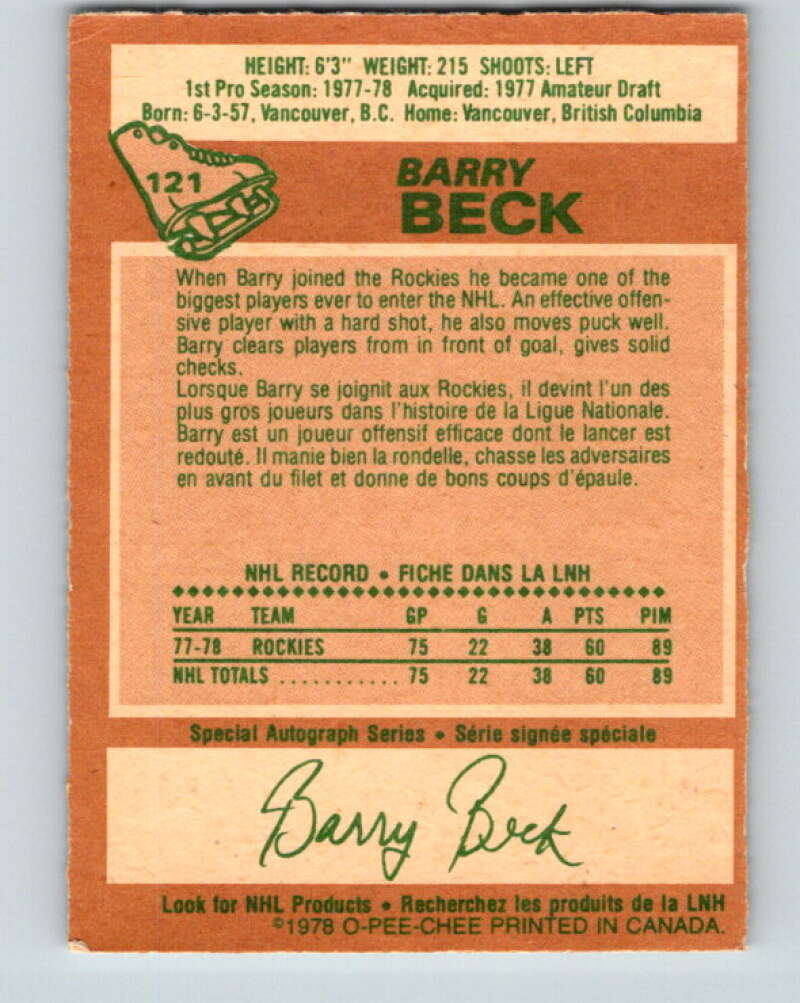 HEIGHT: 6'3" WEIGHT: 215 SHOOTS: LEFT
1st Pro Season: 1977-78 Acquired: 1977 Amateur Draft
Born: 6-3-57, Vancouver, B.C. Home: Vancouver, British Columbia
121
BARRY
BECK
When Barry joined the Rockies he became one of the
biggest players ever to enter the NHL. An effective offen-
sive player with a hard shot, he also moves puck well.
Barry clears players from in front of goal, gives solid
checks.
Lorsque Barry se joignit aux Rockies, il devint l'un des
plus gros joueurs dans l'histoire de la Ligue Nationale.
Barry est un joueur offensif efficace dont le lancer est
redouté. Il manie bien la rondelle, chasse les adversaires
en avant du filet et donne de bons coups d'épaule.
NHL RECORD • FICHE DANS LA LNH
YEAR TEAM GP G A PTS PIM
77-78 ROCKIES 75 22 38 60 89
NHL TOTALS ........... 75 22 38 60 89
Special Autograph Series • Série signée spéciale
Barry Beck
Look for NHL Products • Recherchez les produits de la LNH
©1978 O-PEE-CHEE PRINTED IN CANADA.